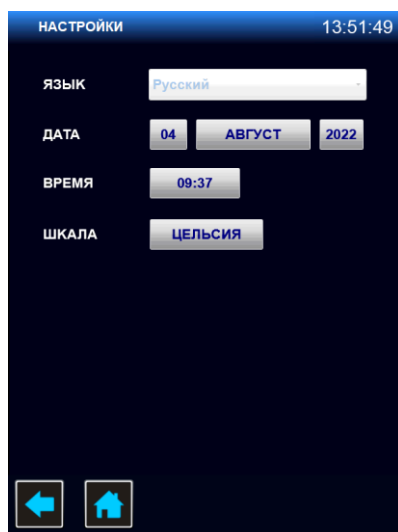 НАСТРОЙКИ 13:51:49
ЯЗЫК Русский
ДАТА 04 АВГУСТ 2022
ВРЕМЯ 09:37
ШКАЛА ЦЕЛЬСИЯ